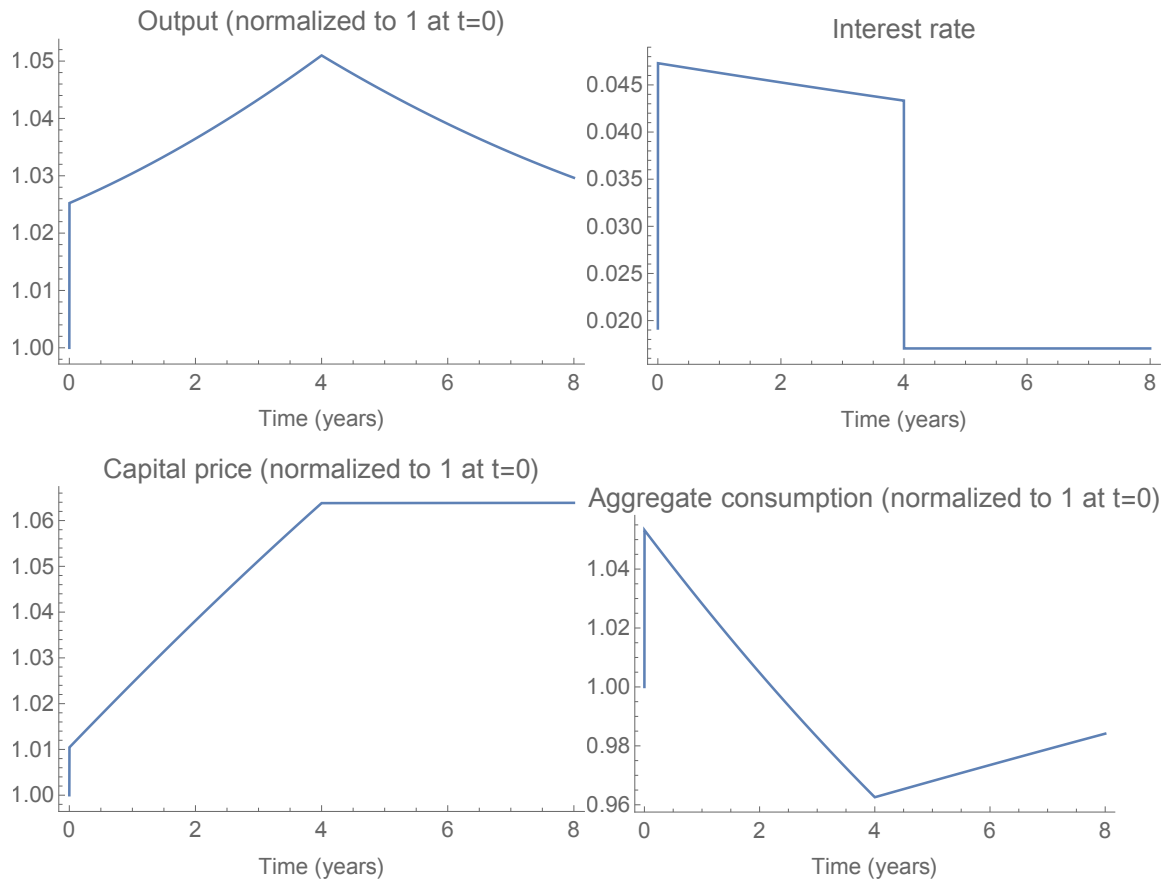 Output (normalized to 1 at t=0)
1.05
1.04
1.03
1.02
1.01
1.00
0 2 4 6 8
Time (years)
Interest rate
0.045
0.040
0.035
0.030
0.025
0.020
0 2 4 6 8
Time (years)
Capital price (normalized to 1 at t=0)
1.06
1.05
1.04
1.03
1.02
1.01
1.00
0 2 4 6 8
Time (years)
Aggregate consumption (normalized to 1 at t=0)
1.04
1.02
1.00
0.98
0.96
0 2 4 6 8
Time (years)